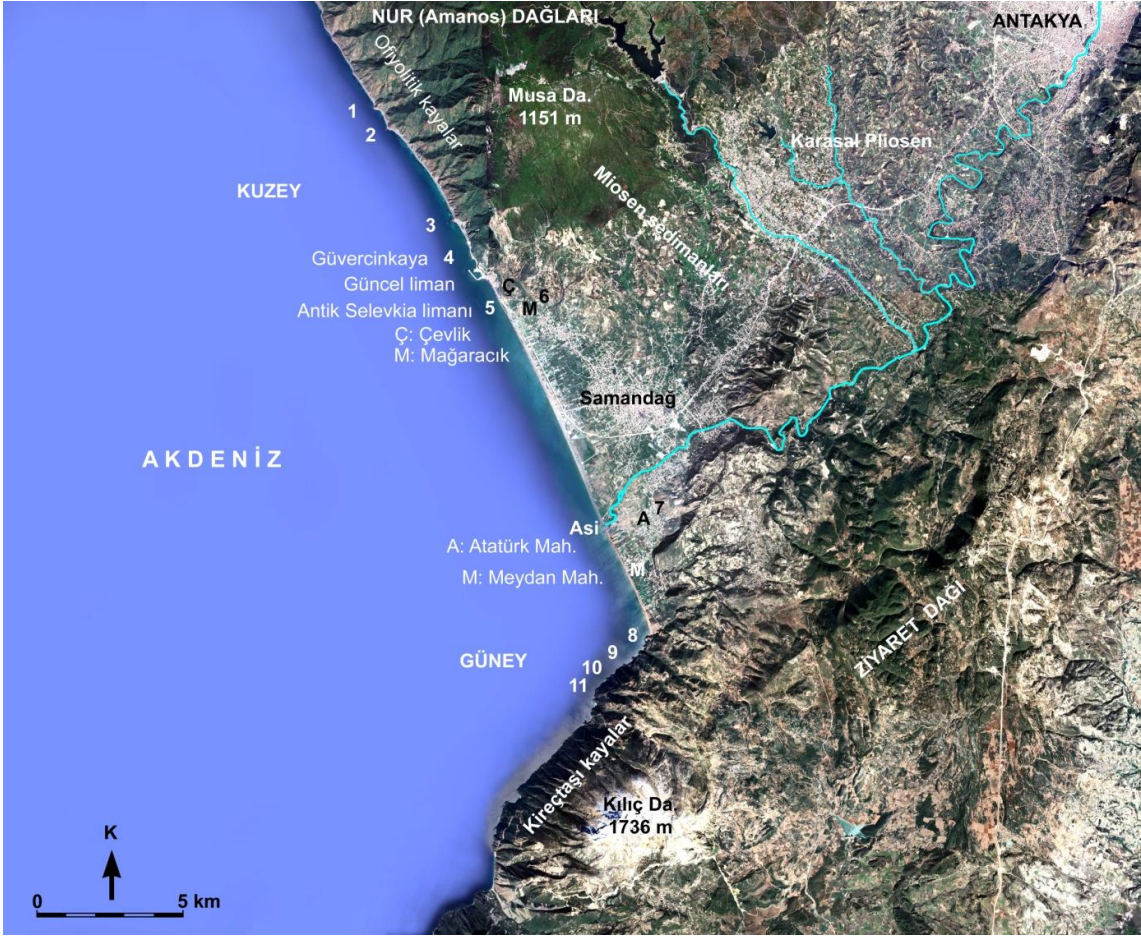 NUR (Amanos) DAĞLARI
ANTAKYA
Ofiyolitik kayalar
Musa Da.
1151 m
1
2
Karasal Pliosen
Miosen sedimanları
KUZEY
3
Güvercinkaya
4
Güncel liman
Ç
6
Antik Selevkia limanı
5
M
Ç: Çevlik
M: Mağaracık
Samandağ
AKDENİZ
Asi
A
7
A: Atatürk Mah.
M: Meydan Mah.
M
8
GÜNEY
9
10
11
ZİYARET DAĞI
Kireçtaşı kayalar
Kılıç Da.
1736 m
K
0
5 km